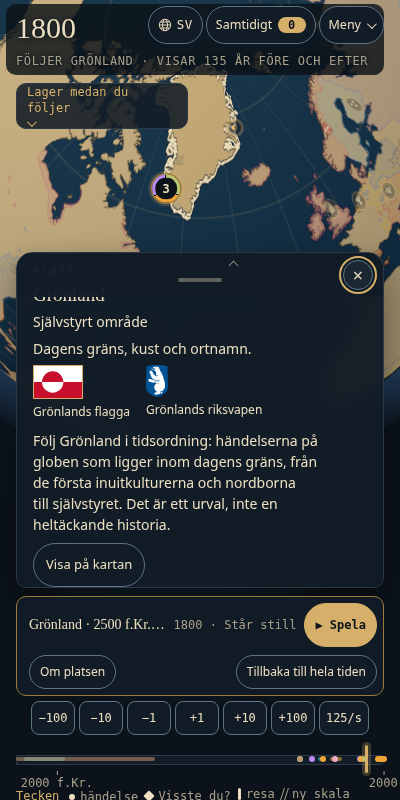 1800
SV
Samtidigt 0
Meny
FÖLJER GRÖNLAND · VISAR 135 ÅR FÖRE OCH EFTER
Lager medan du
följer
3
PLATS
Grönland
Självstyrt område
Dagens gräns, kust och ortnamn.
Grönlands flagga
Grönlands riksvapen
Följ Grönland i tidsordning: händelserna på
globen som ligger inom dagens gräns, från
de första inuitkulturerna och nordborna
till självstyret. Det är ett urval, inte en
heltäckande historia.
Visa på kartan
Grönland · 2500 f.Kr.… 1800 · Står still
▶ Spela
Om platsen
Tillbaka till hela tiden
−100
−10
−1
+1
+10
+100
125/s
2000 f.Kr.
2000
Tecken händelse Visste du? resa // ny skala